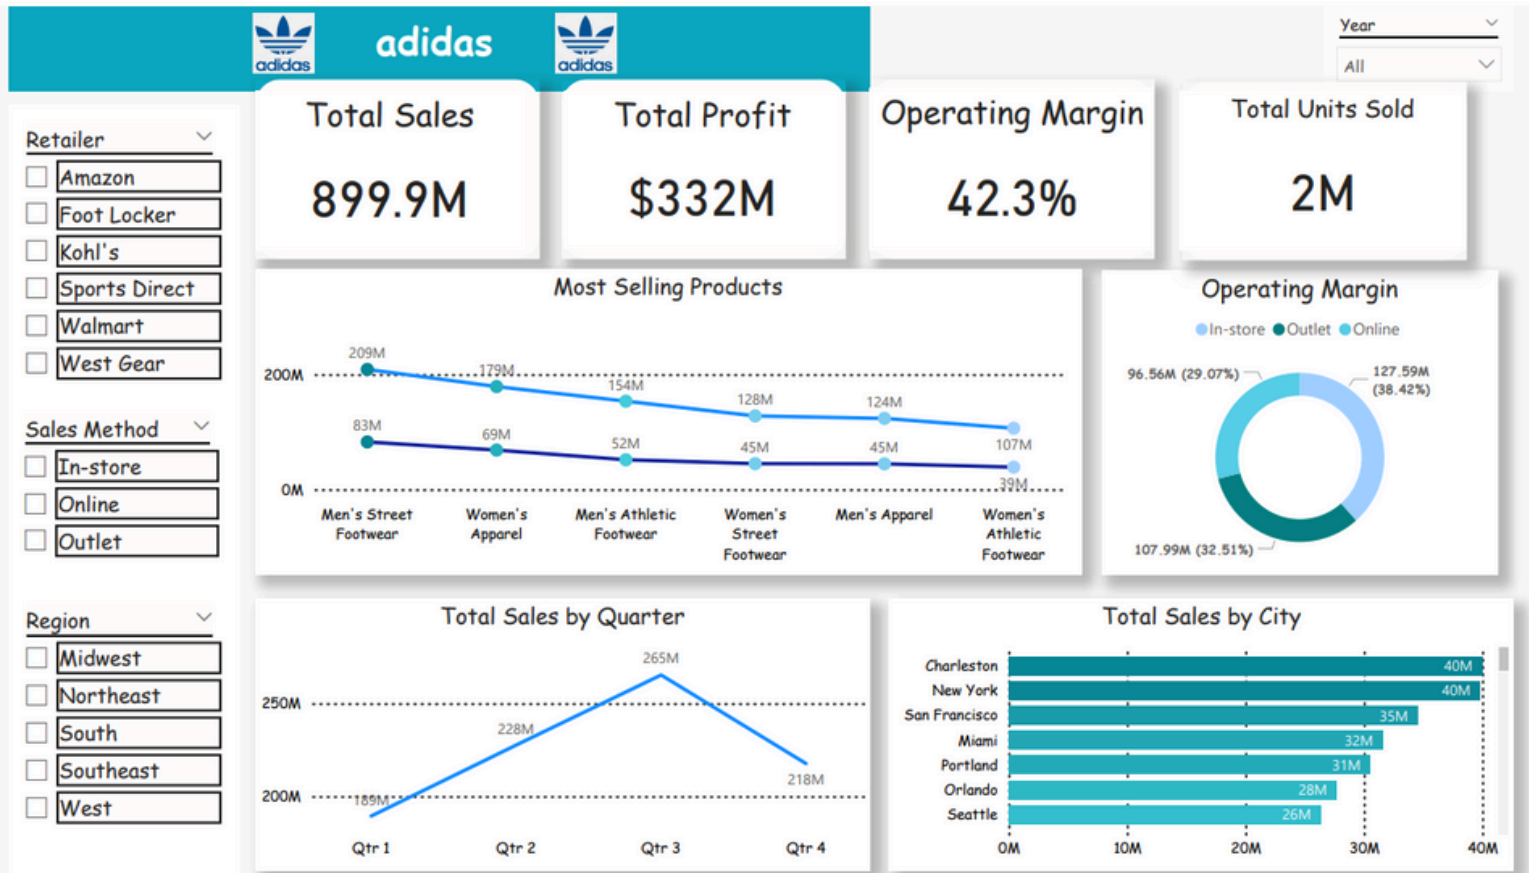 adidas
adidas
adidas
Year
All
Retailer
Amazon
Foot Locker
Kohl's
Sports Direct
Walmart
West Gear
Sales Method
In-store
Online
Outlet
Region
Midwest
Northeast
South
Southeast
West
Total Sales
899.9M
Total Profit
$332M
Operating Margin
42.3%
Total Units Sold
2M
Most Selling Products
200M
0M
209M
179M
154M
128M
124M
107M
83M
69M
52M
45M
45M
39M
Men's Street
Footwear
Women's
Apparel
Men's Athletic
Footwear
Women's
Street
Footwear
Men's Apparel
Women's
Athletic
Footwear
Operating Margin
In-store Outlet Online
96.56M (29.07%)
127.59M
(38.42%)
107.99M (32.51%)
Total Sales by Quarter
250M
200M
189M
228M
265M
218M
Qtr 1 Qtr 2 Qtr 3 Qtr 4
Total Sales by City
Charleston 40M
New York 40M
San Francisco 35M
Miami 32M
Portland 31M
Orlando 28M
Seattle 26M
0M 10M 20M 30M 40M